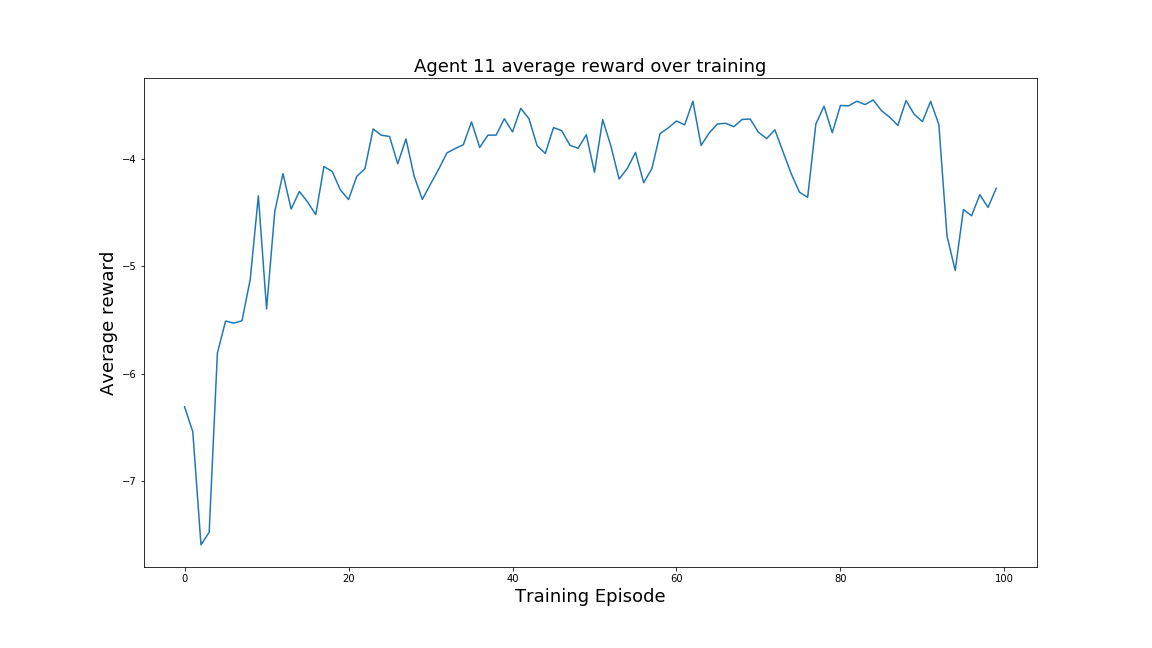 Agent 11 average reward over training
Average reward
−4
−5
−6
−7
0 20 40 60 80 100
Training Episode